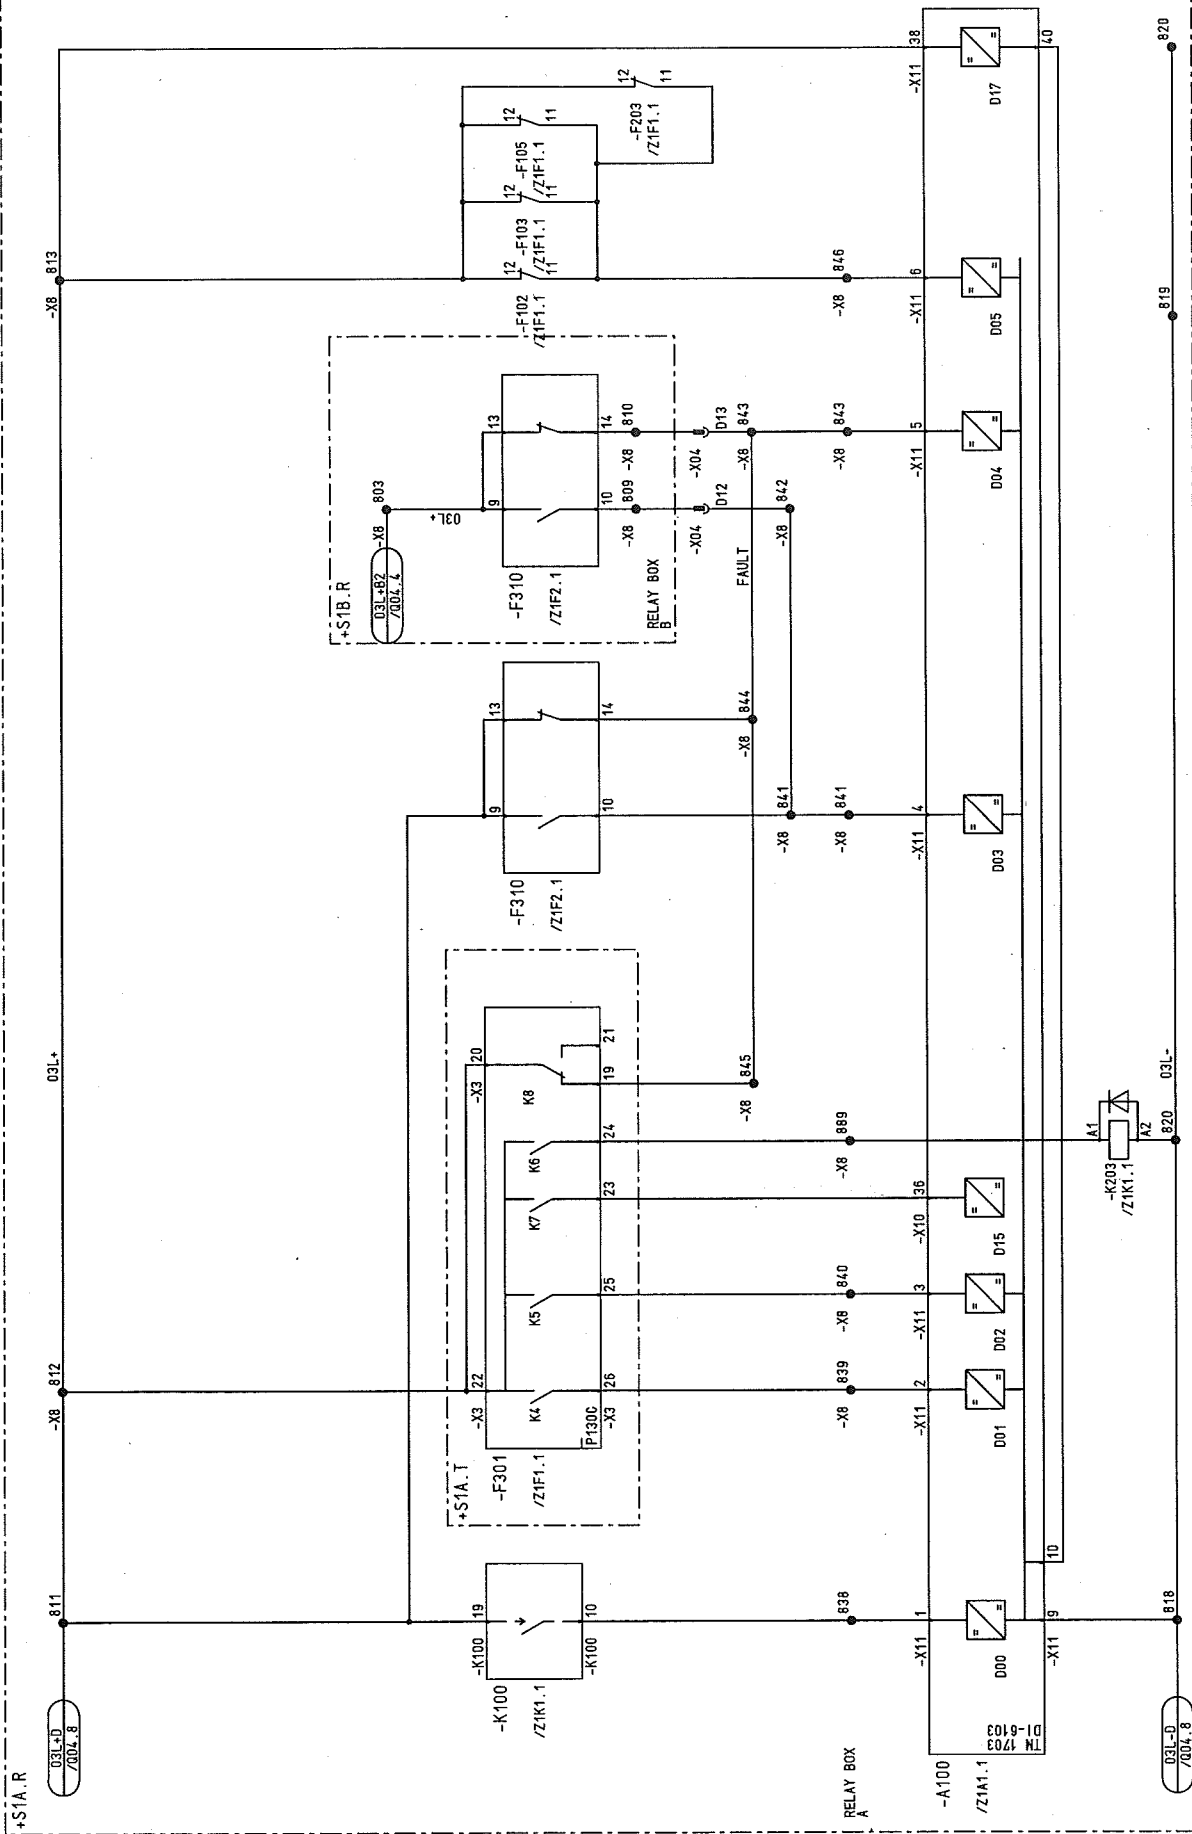 +S1A.R
03L+D
/Q04.8
811
-X8
812
03L+
-X8
813
+S1B.R
03L+B2
/Q04.4
-X8
803
03L+
9
13
-F310
/Z1F2.1
10
14
-X8
809
-X8
810
RELAY BOX
B
-X04
D12
-X04
D13
-F102
/Z1F1.1
12
11
-F103
/Z1F1.1
12
11
-F105
/Z1F1.1
12
11
-F203
/Z1F1.1
12
11
9
13
-F310
/Z1F2.1
10
14
+S1A.T
-F301
/Z1F1.1
P130C
-X3
22
-X3
20
K4
K5
K7
K6
K8
-X3
26
25
23
24
19
21
-K100
/Z1K1.1
-K100
19
-K100
10
FAULT
-X8
845
-X8
844
-X8
843
-X8
841
-X8
842
RELAY BOX
A
838
-X8
839
-X8
840
-X8
889
-X8
841
-X8
843
-X8
846
-A100
/Z1A1.1
TM 1703
DI-6103
-X11
1
-X11
2
-X11
3
-X10
36
-X11
4
-X11
5
-X11
6
-X11
38
D00
D01
D02
D15
D03
D04
D05
D17
-X11
9
10
40
-K203
/Z1K1.1
A1
A2
03L-D
/Q04.8
818
820
03L-
819
820